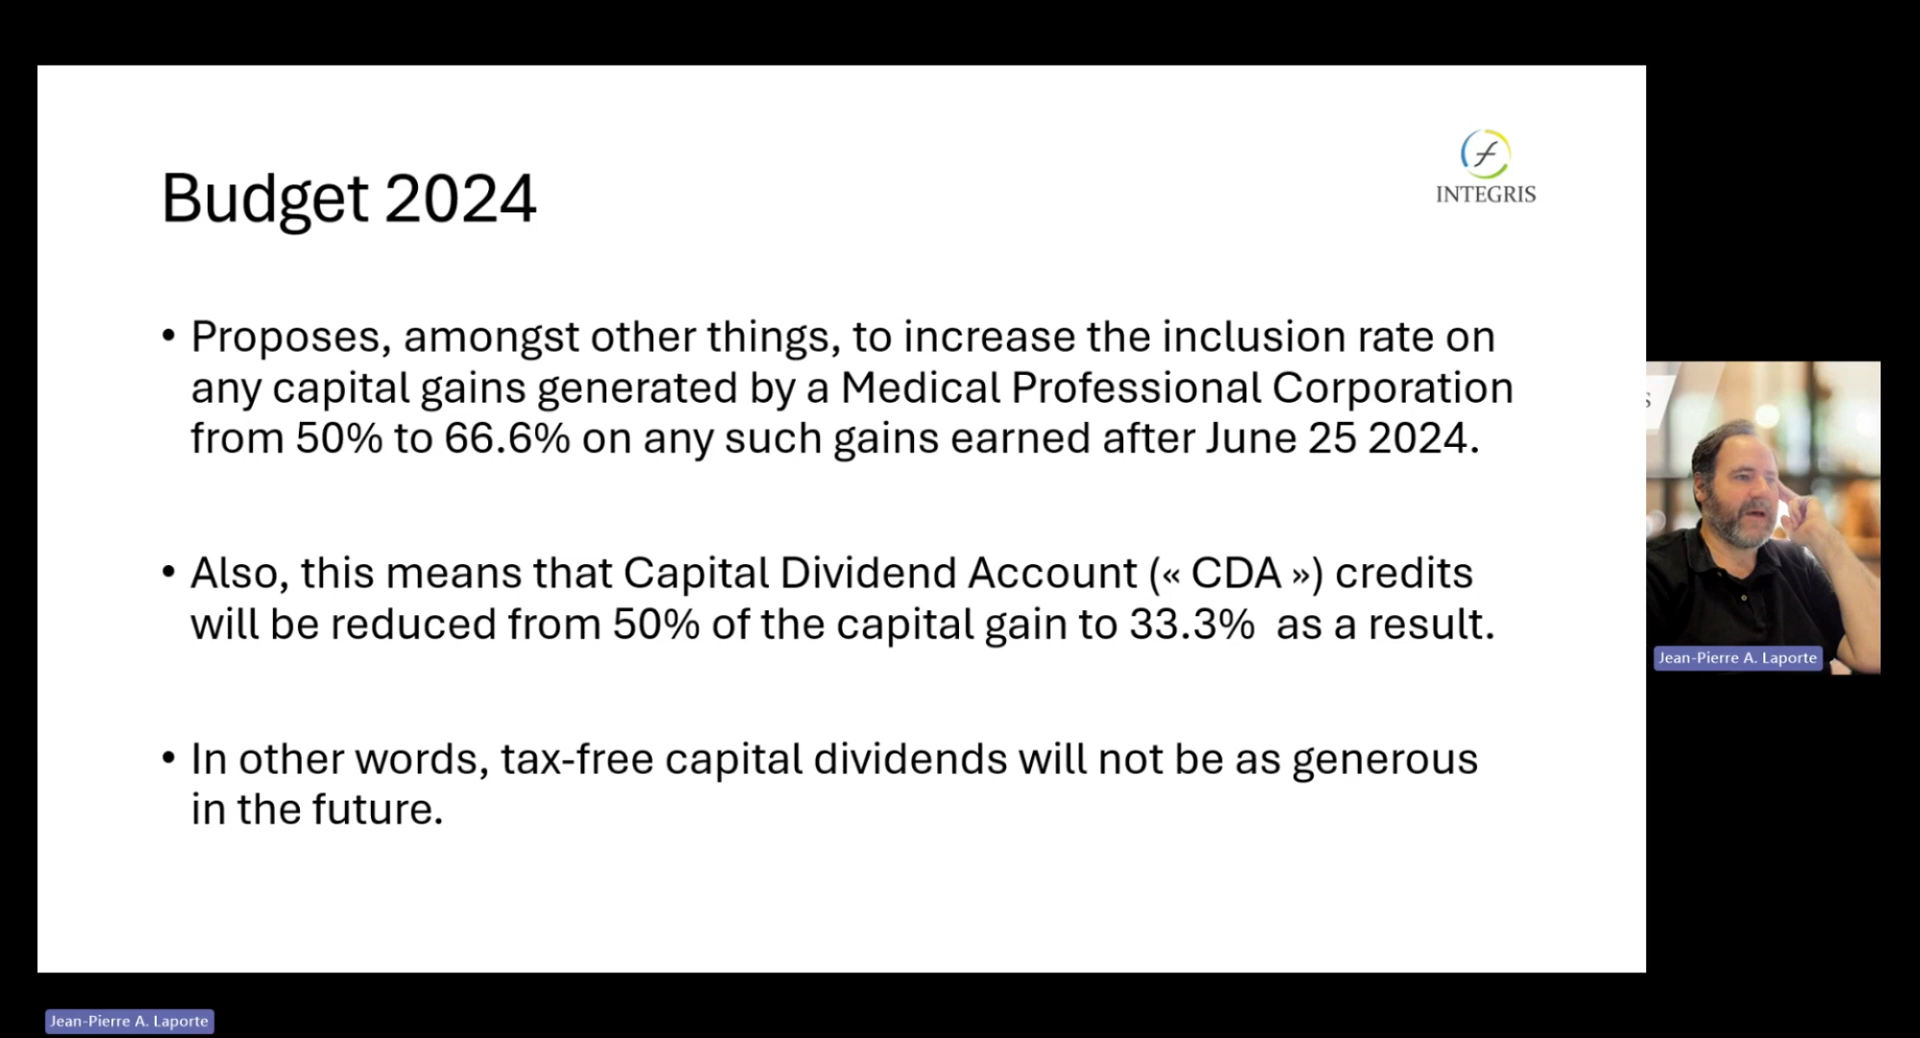 INTEGRIS
Budget 2024
• Proposes, amongst other things, to increase the inclusion rate on
any capital gains generated by a Medical Professional Corporation
from 50% to 66.6% on any such gains earned after June 25 2024.
• Also, this means that Capital Dividend Account (« CDA ») credits
will be reduced from 50% of the capital gain to 33.3%  as a result.
• In other words, tax-free capital dividends will not be as generous
in the future.
S
Jean-Pierre A. Laporte
Jean-Pierre A. Laporte